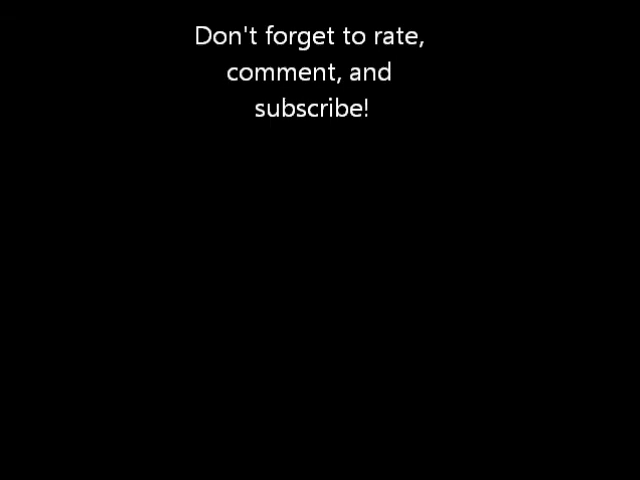 Don't forget to rate,
comment, and
subscribe!